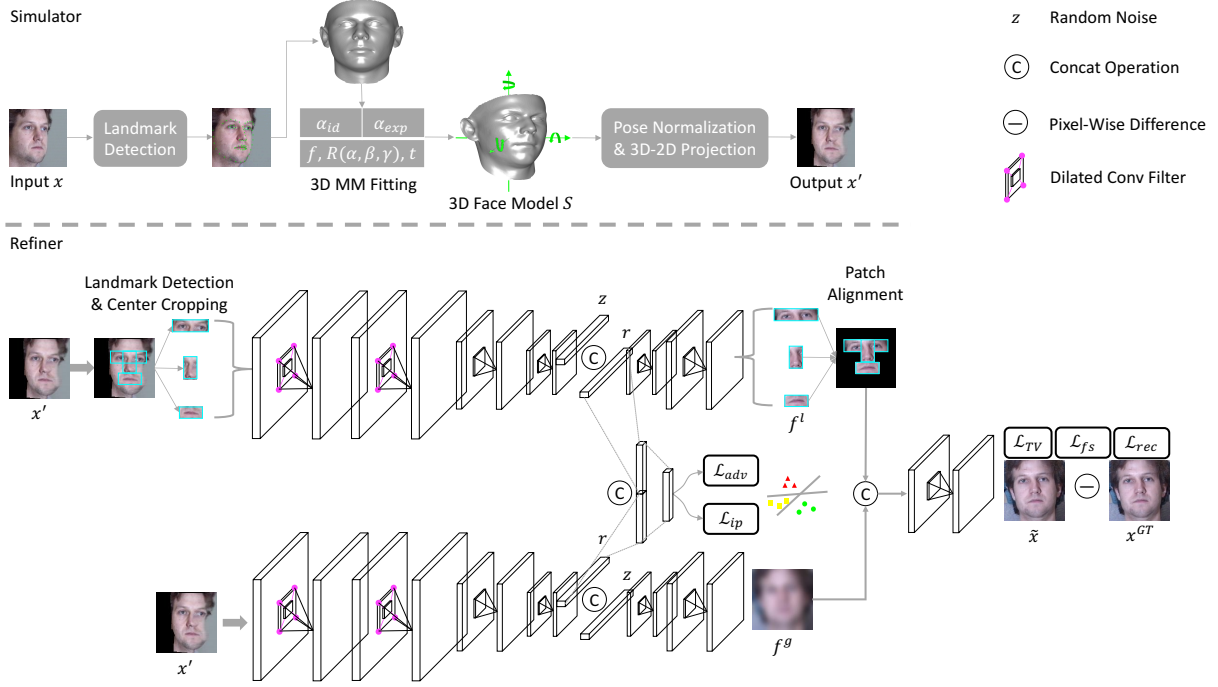 Simulator
z Random Noise
C Concat Operation
− Pixel-Wise Difference
Dilated Conv Filter
Landmark
Detection
α_id α_exp
f, R(α, β, γ), t
Pose Normalization
& 3D-2D Projection
Input x
3D MM Fitting
3D Face Model S
Output x′
Refiner
Landmark Detection
& Center Cropping
z
r
C
Patch
Alignment
x′
f^l
ℒ_TV ℒ_fs ℒ_rec
ℒ_adv
C
ℒ_ip
C
−
x̃
x^GT
r
z
C
x′
f^g